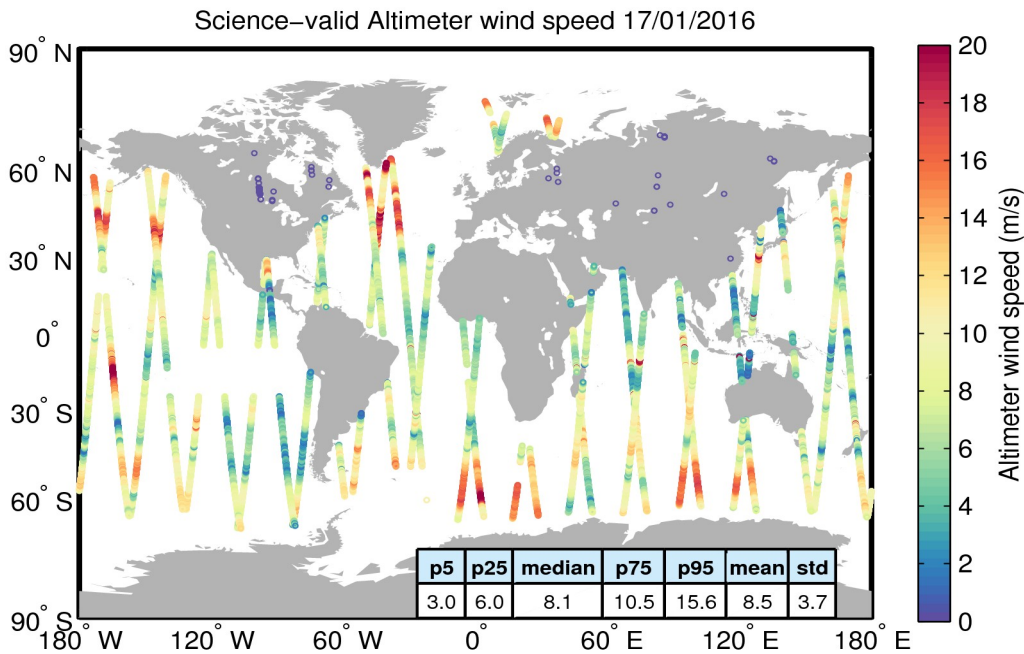 Science−valid Altimeter wind speed 17/01/2016
90° N
60° N
30° N
0°
30° S
60° S
90° S
180° W
120° W
60° W
0°
60° E
120° E
180° E
p5 p25 median p75 p95 mean std
3.0 6.0 8.1 10.5 15.6 8.5 3.7
20
18
16
14
12
10
8
6
4
2
0
Altimeter wind speed (m/s)